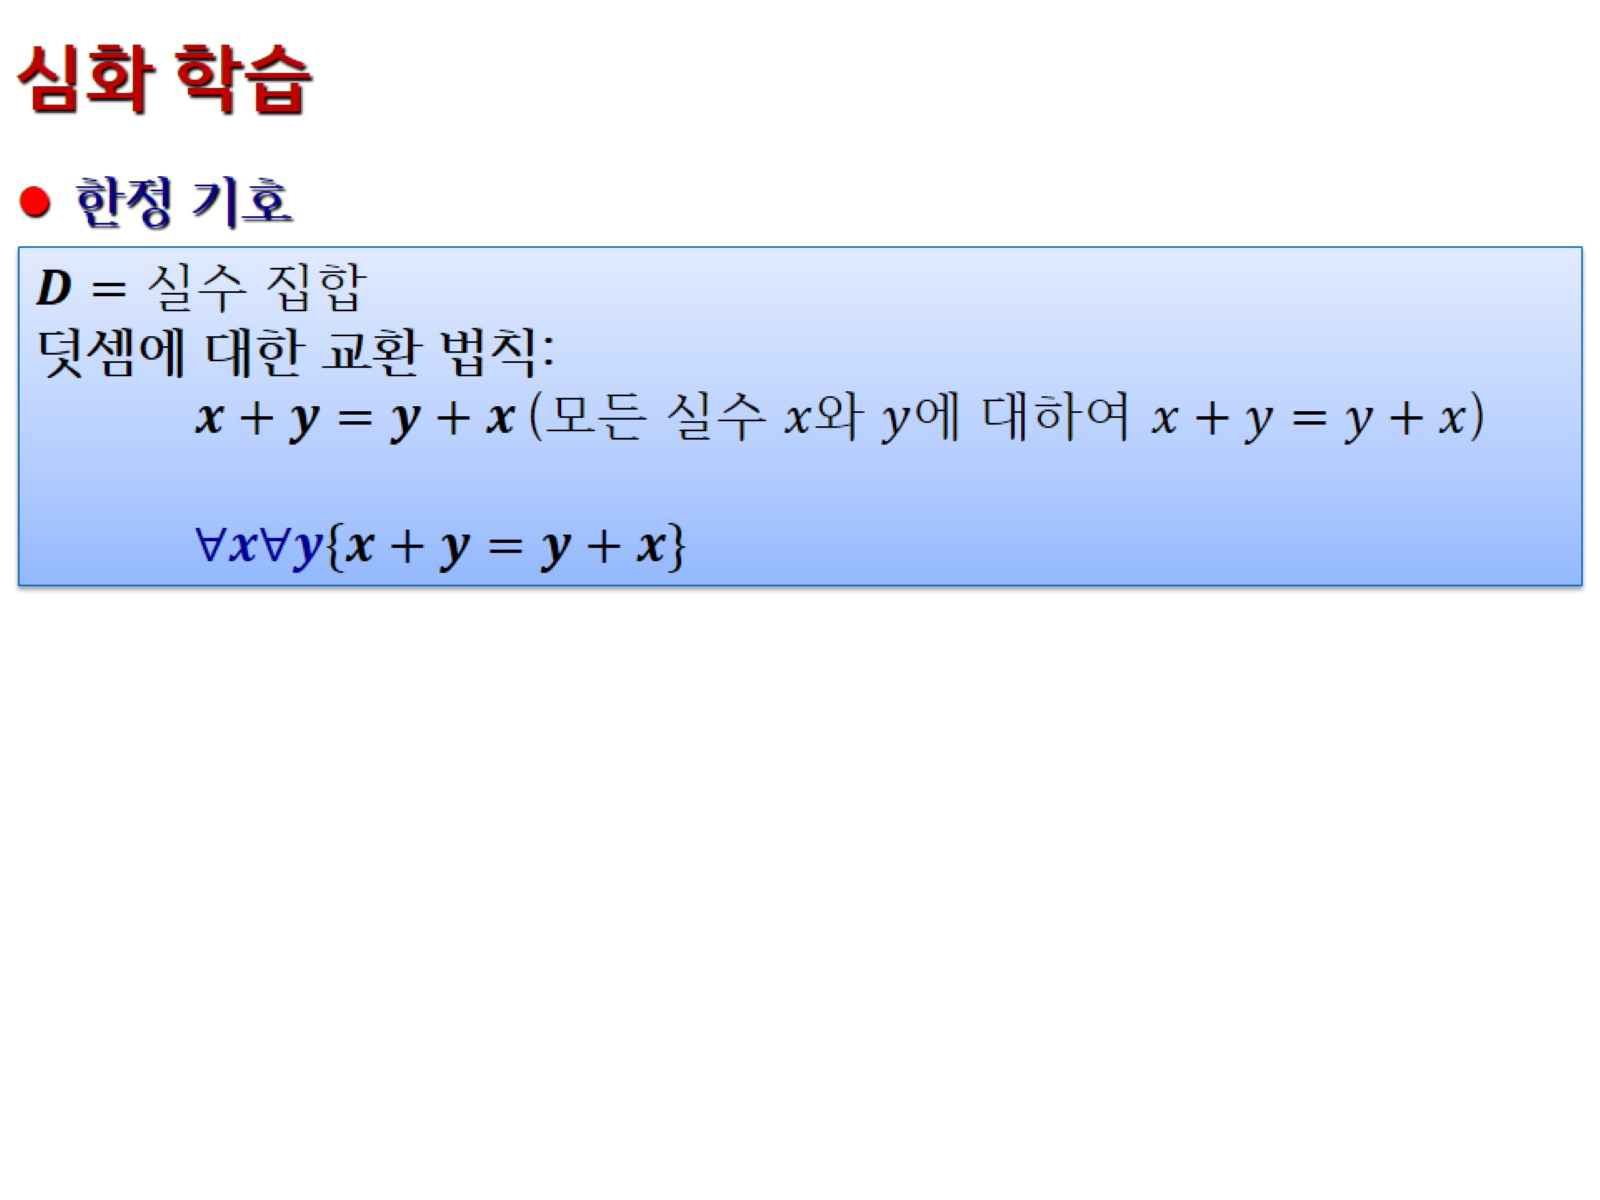 심화 학습
● 한정 기호
D = 실수 집합
덧셈에 대한 교환 법칙:
x + y = y + x (모든 실수 x와 y에 대하여 x + y = y + x)
∀x∀y{x + y = y + x}